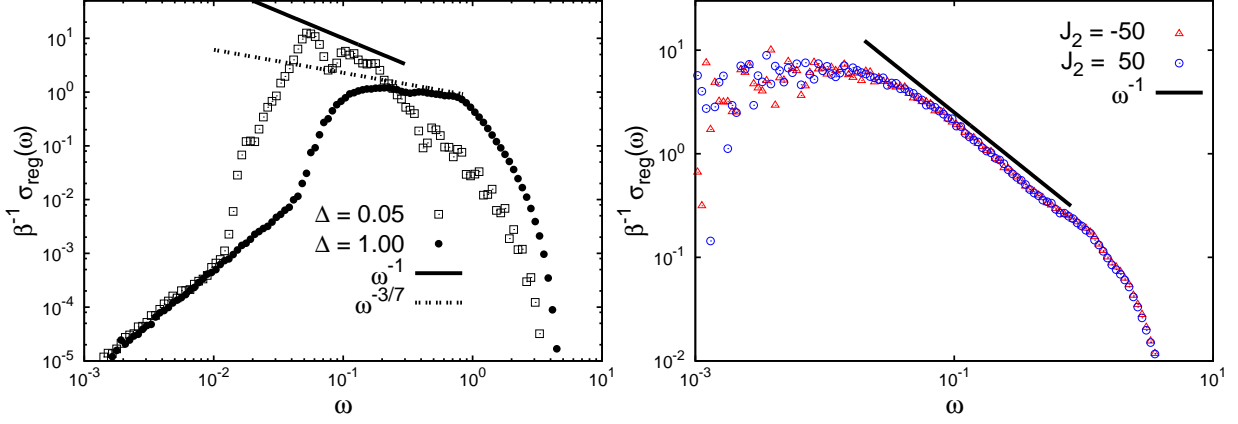 10¹
10⁰
10⁻¹
10⁻²
10⁻³
10⁻⁴
10⁻⁵
β⁻¹ σreg(ω)
Δ = 0.05
Δ = 1.00
ω⁻¹
ω⁻³/⁷
10⁻³ 10⁻² 10⁻¹ 10⁰ 10¹
ω
10¹
10⁰
10⁻¹
10⁻²
β⁻¹ σreg(ω)
J₂ = -50
J₂ = 50
ω⁻¹
10⁻³ 10⁻¹ 10¹
ω